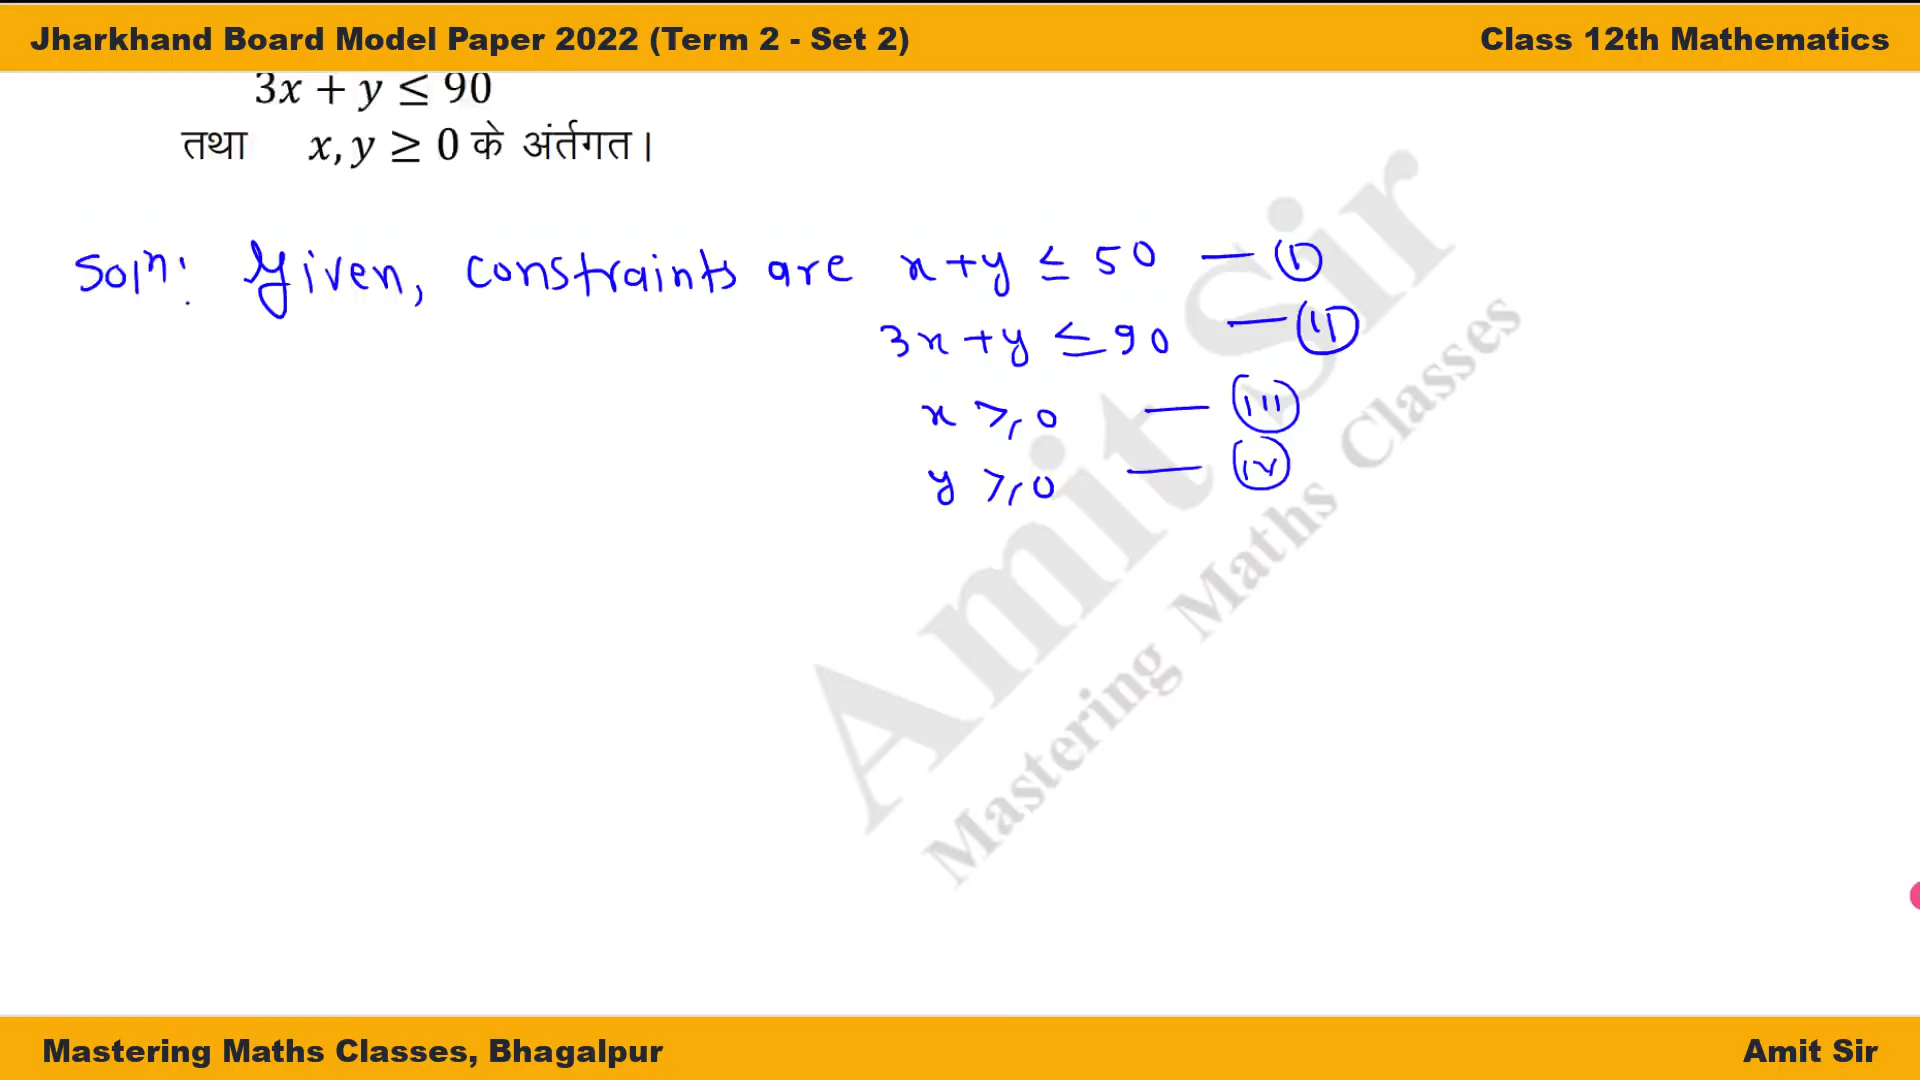 Jharkhand Board Model Paper 2022 (Term 2 - Set 2) Class 12th Mathematics
3x + y ≤ 90
तथा x, y ≥ 0 के अंर्तगत।
Solⁿ: Given, constraints are x+y ≤ 50 — (i)
3x+y ≤ 90 — (ii)
x ≥ 0 — (iii)
y ≥ 0 — (iv)
Amit Sir
Mastering Maths Classes
Mastering Maths Classes, Bhagalpur Amit Sir